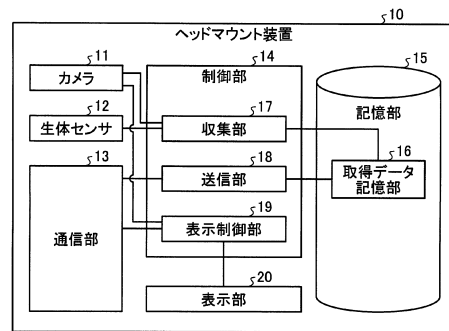 10
ヘッドマウント装置
11
カメラ
12
生体センサ
13
通信部
14
制御部
17
収集部
18
送信部
19
表示制御部
20
表示部
15
記憶部
16
取得データ
記憶部